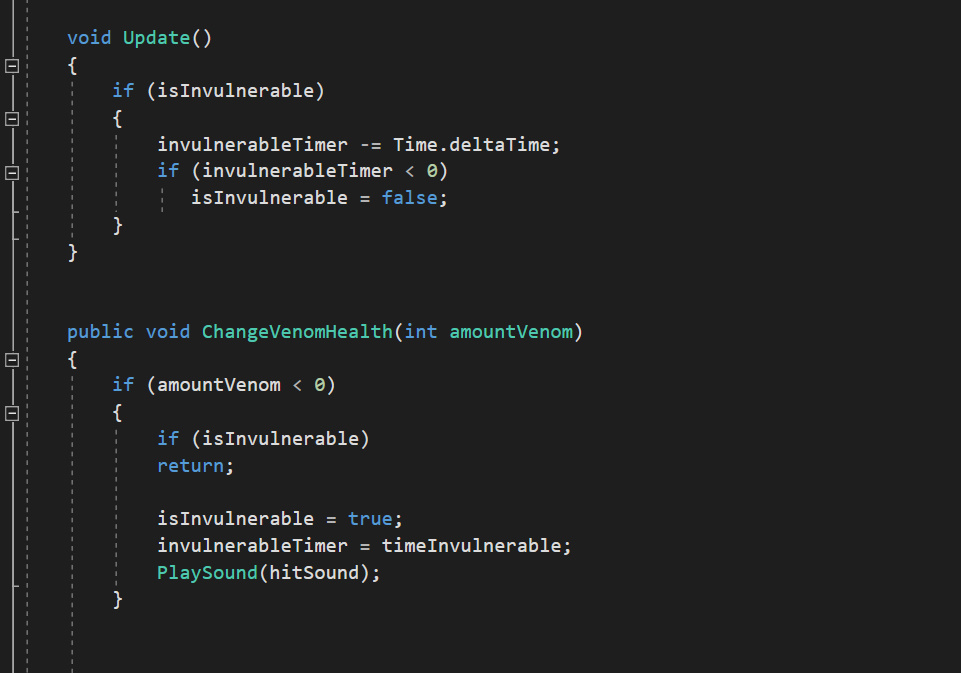 void Update()
{
if (isInvulnerable)
{
invulnerableTimer -= Time.deltaTime;
if (invulnerableTimer < 0)
isInvulnerable = false;
}
}
public void ChangeVenomHealth(int amountVenom)
{
if (amountVenom < 0)
{
if (isInvulnerable)
return;
isInvulnerable = true;
invulnerableTimer = timeInvulnerable;
PlaySound(hitSound);
}